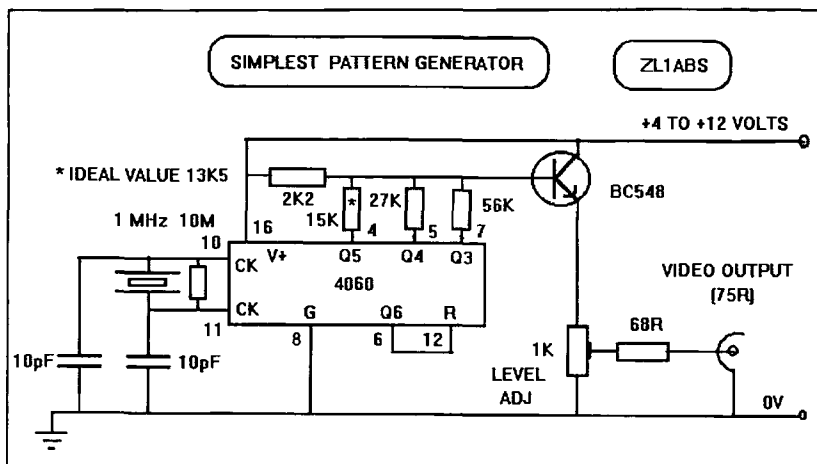 SIMPLEST PATTERN GENERATOR
ZL1ABS
+4 TO +12 VOLTS
* IDEAL VALUE 13K5
2K2
*
15K
27K
56K
BC548
1 MHz 10M
16
4
5
7
10
V+
Q5
Q4
Q3
CK
4060
VIDEO OUTPUT
(75R)
CK
G
Q6
R
11
8
6
12
68R
1K
10pF
10pF
LEVEL
ADJ
0V